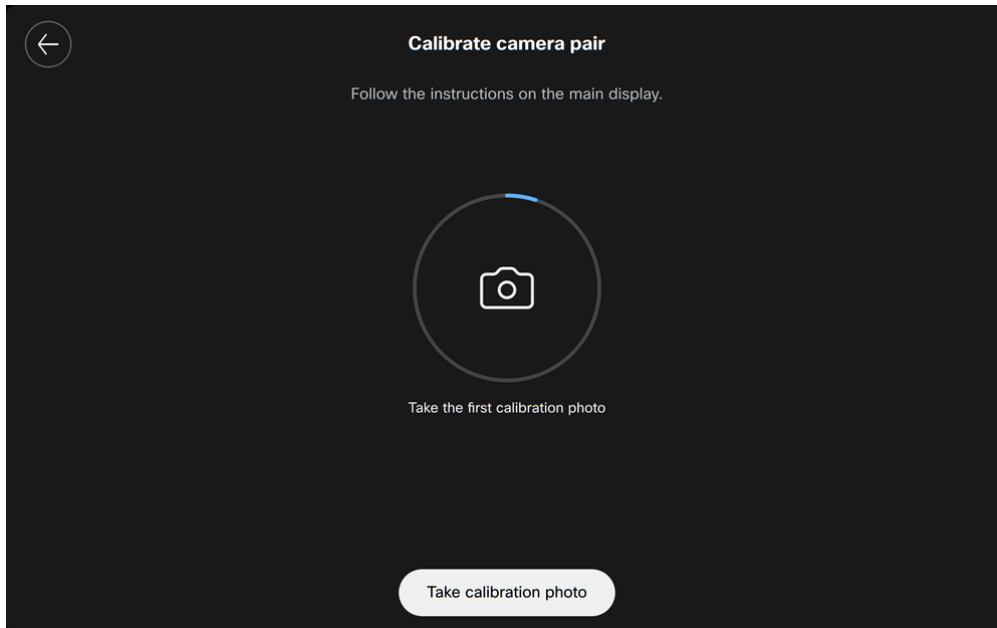 Calibrate camera pair
Follow the instructions on the main display.
Take the first calibration photo
Take calibration photo